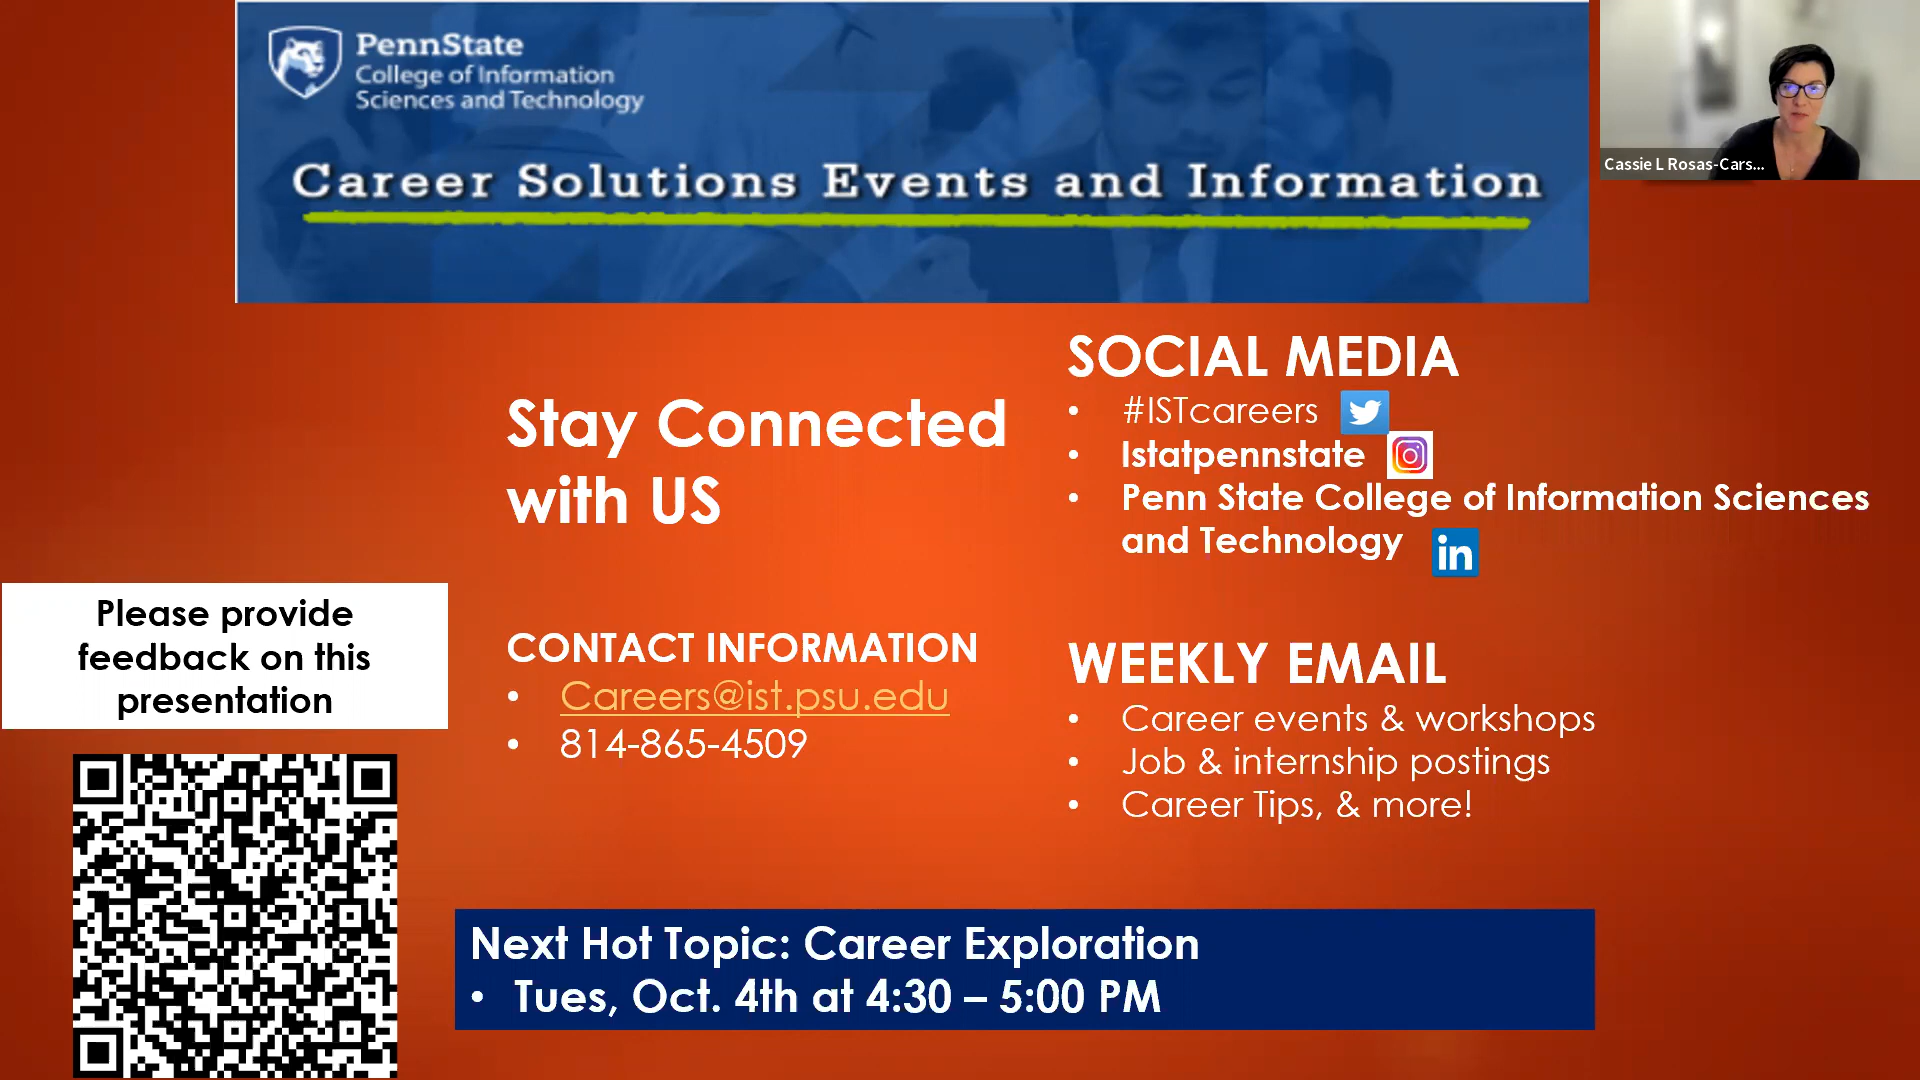 PennState
College of Information
Sciences and Technology
Career Solutions Events and Information
Cassie L Rosas-Cars...
Stay Connected
with US
SOCIAL MEDIA
• #ISTcareers
• Istatpennstate
• Penn State College of Information Sciences
and Technology
in
Please provide
feedback on this
presentation
CONTACT INFORMATION
• Careers@ist.psu.edu
• 814-865-4509
WEEKLY EMAIL
• Career events & workshops
• Job & internship postings
• Career Tips, & more!
Next Hot Topic: Career Exploration
• Tues, Oct. 4th at 4:30 – 5:00 PM